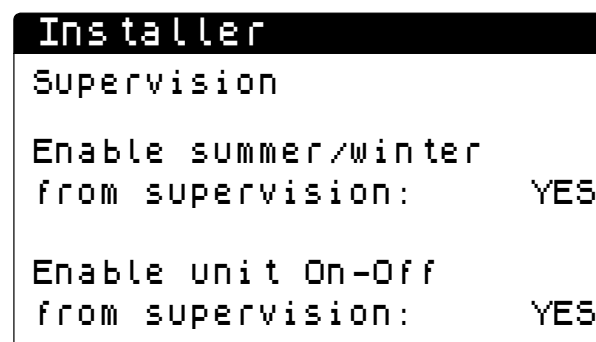 Installer
Supervision
Enable summer/winter
from supervision: YES
Enable unit On-Off
from supervision: YES